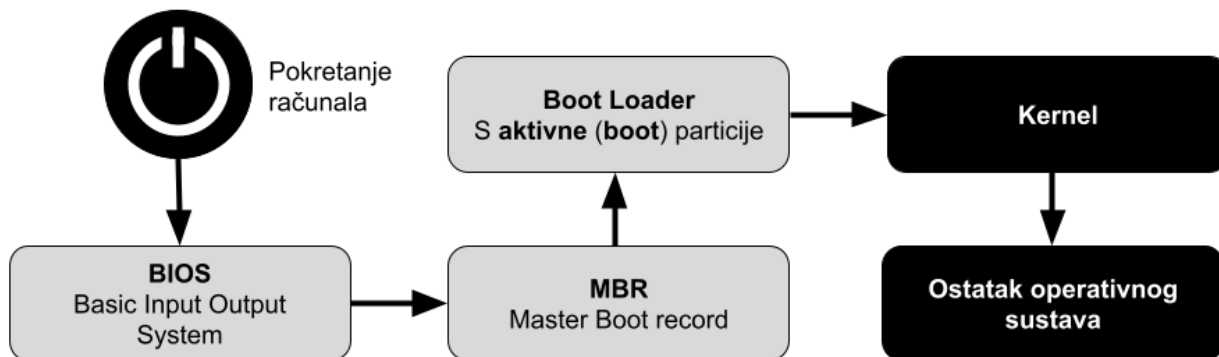 Pokretanje
računala
BIOS
Basic Input Output
System
MBR
Master Boot record
Boot Loader
S aktivne (boot) particije
Kernel
Ostatak operativnog
sustava